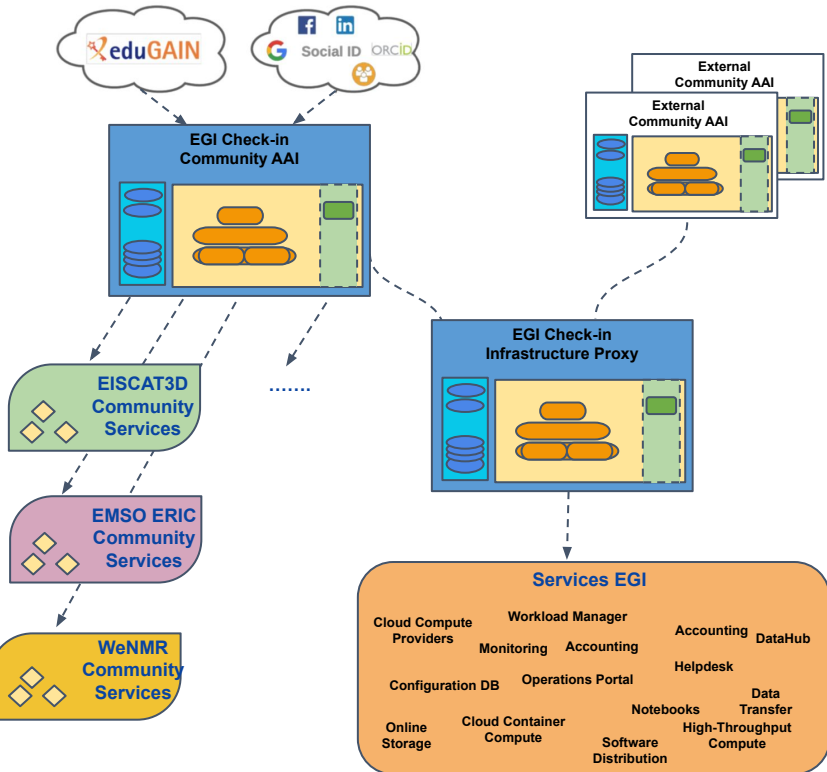 eduGAIN
f
in
G
Social ID
ORCID
External
Community AAI
External
Community AAI
EGI Check-in
Community AAI
EGI Check-in
Infrastructure Proxy
EISCAT3D
Community
Services
.......
EMSO ERIC
Community
Services
WeNMR
Community
Services
Services EGI
Cloud Compute
Providers
Workload Manager
Monitoring
Accounting
Accounting
DataHub
Helpdesk
Configuration DB
Operations Portal
Notebooks
Data
Transfer
Online
Storage
Cloud Container
Compute
Software
Distribution
High-Throughput
Compute